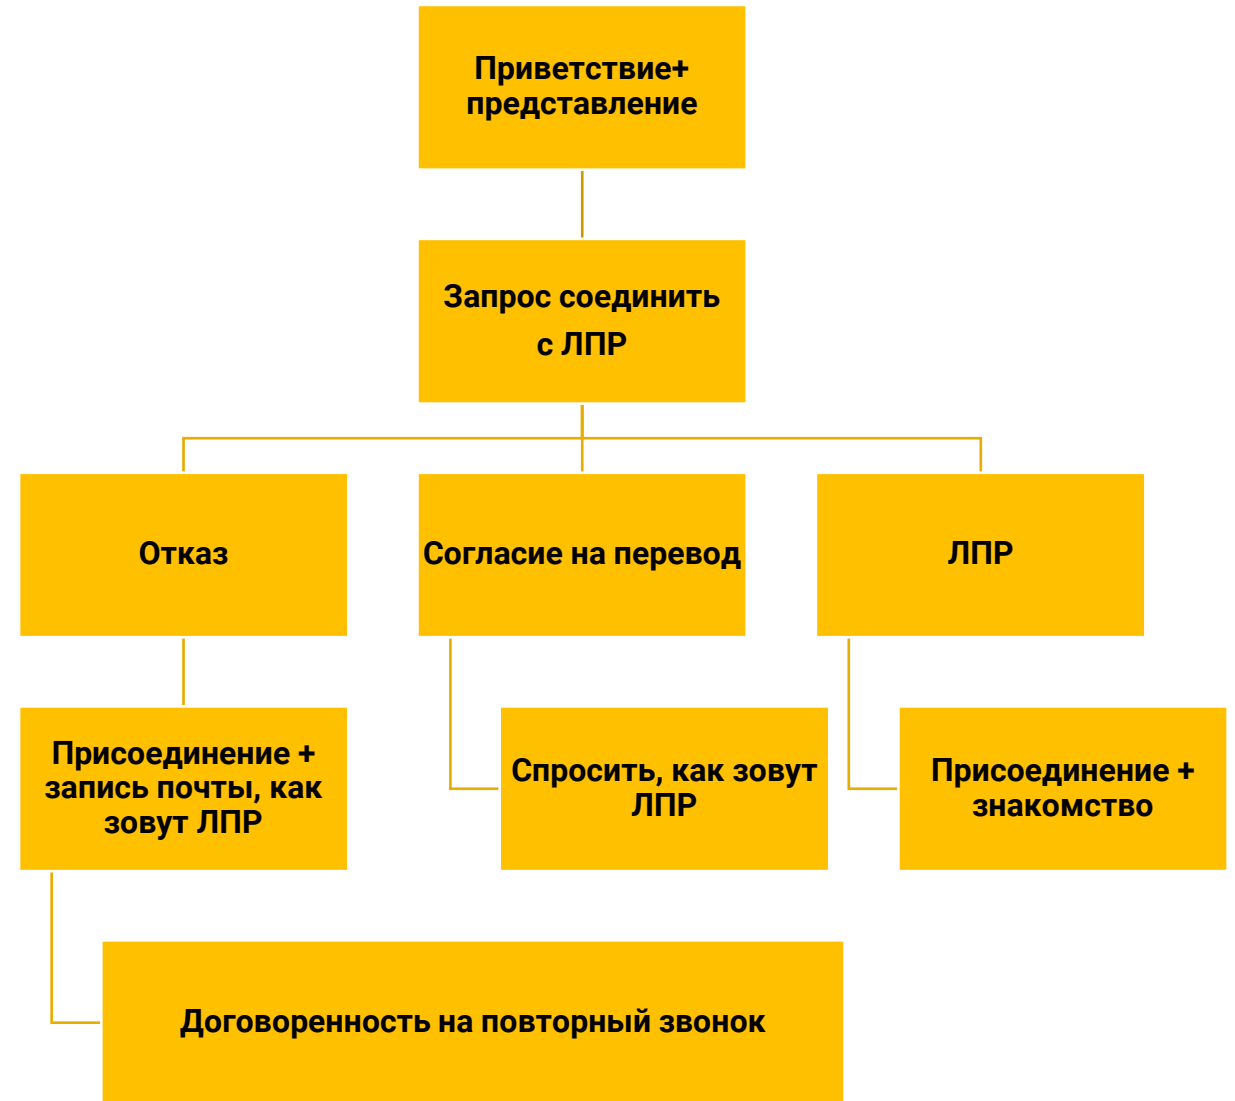 Приветствие+
представление
Запрос соединить
с ЛПР
Отказ
Согласие на перевод
ЛПР
Присоединение +
запись почты, как
зовут ЛПР
Спросить, как зовут
ЛПР
Присоединение +
знакомство
Договоренность на повторный звонок